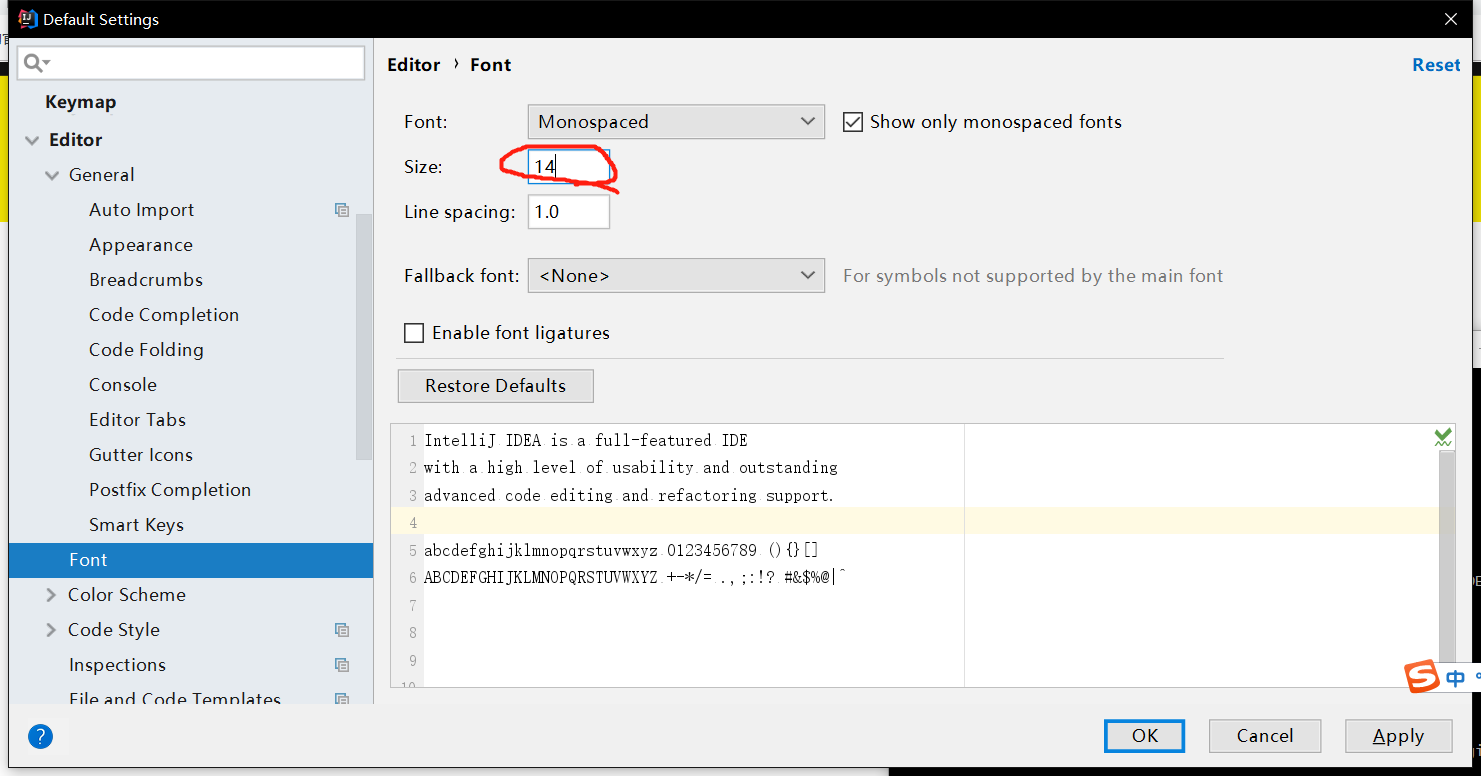 Default Settings
Keymap
Editor
General
Auto Import
Appearance
Breadcrumbs
Code Completion
Code Folding
Console
Editor Tabs
Gutter Icons
Postfix Completion
Smart Keys
Font
Color Scheme
Code Style
Inspections
File and Code Templates
?
Editor › Font
Reset
Font: Monospaced Show only monospaced fonts
Size: 14
Line spacing: 1.0
Fallback font: <None> For symbols not supported by the main font
Enable font ligatures
Restore Defaults
1 IntelliJ IDEA is a full-featured IDE
2 with a high level of usability and outstanding
3 advanced code editing and refactoring support.
4
5 abcdefghijklmnopqrstuvwxyz 0123456789 (){}[]
6 ABCDEFGHIJKLMNOPQRSTUVWXYZ +-*/= .,;:!? #&$%@|^
7
8
9
10
S 中
OK Cancel Apply